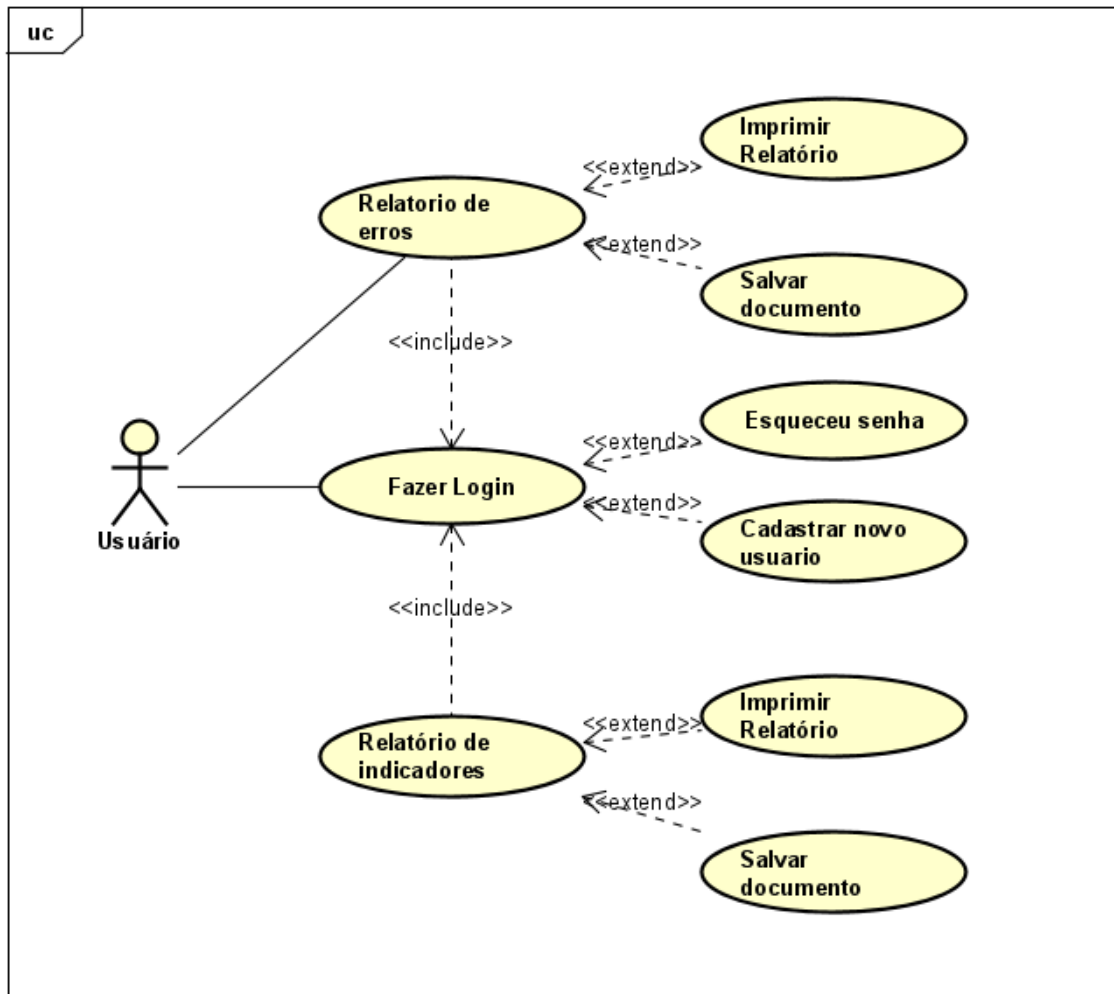 uc
Imprimir
Relatório
<<extend>>
Relatorio de
erros
<<extend>>
Salvar
documento
<<include>>
Esqueceu senha
<<extend>>
Fazer Login
<<extend>>
Cadastrar novo
usuario
Usuário
<<include>>
Imprimir
Relatório
<<extend>>
Relatório de
indicadores
<<extend>>
Salvar
documento